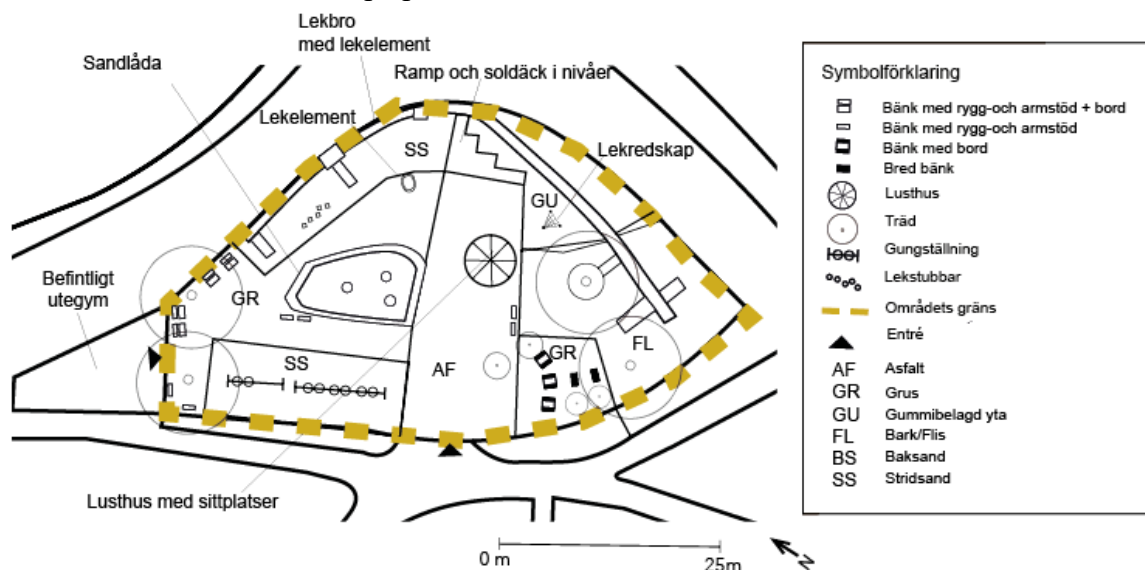 Lekbro
med lekelement
Sandlåda
Ramp och soldäck i nivåer
Lekelement
Lekredskap
SS
GU
Befintligt
utegym
GR
SS
AF
GR
FL
Lusthus med sittplatser
0 m
25m
N
Symbolförklaring
Bänk med rygg-och armstöd + bord
Bänk med rygg-och armstöd
Bänk med bord
Bred bänk
Lusthus
Träd
Gungställning
Lekstubbar
Områdets gräns
Entré
AF Asfalt
GR Grus
GU Gummibelagd yta
FL Bark/Flis
BS Baksand
SS Stridsand